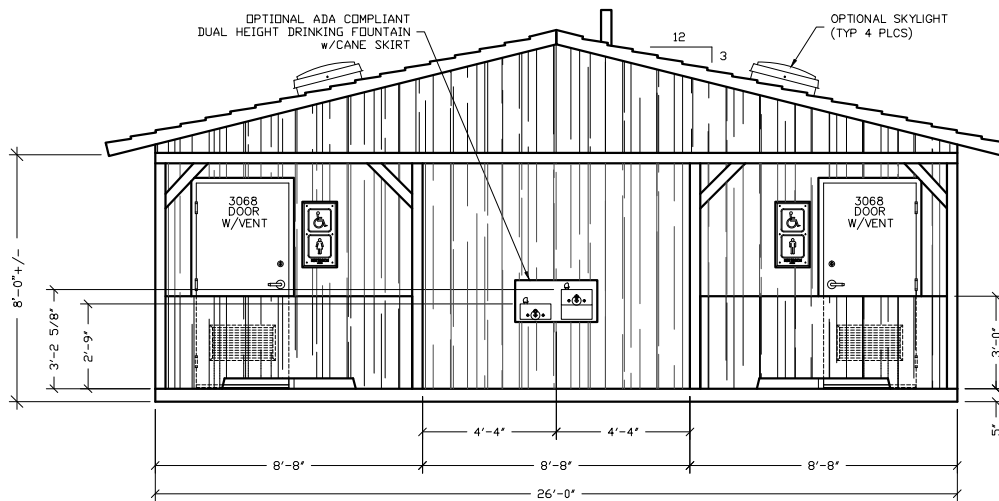 OPTIONAL ADA COMPLIANT
DUAL HEIGHT DRINKING FOUNTAIN
w/CANE SKIRT
12
3
OPTIONAL SKYLIGHT
(TYP 4 PLCS)
3068
DOOR
W/VENT
3068
DOOR
W/VENT
8'-0"+/-
3'-2 5/8"
2'-9"
3'-0"
5"
4'-4"
4'-4"
8'-8"
8'-8"
8'-8"
26'-0"